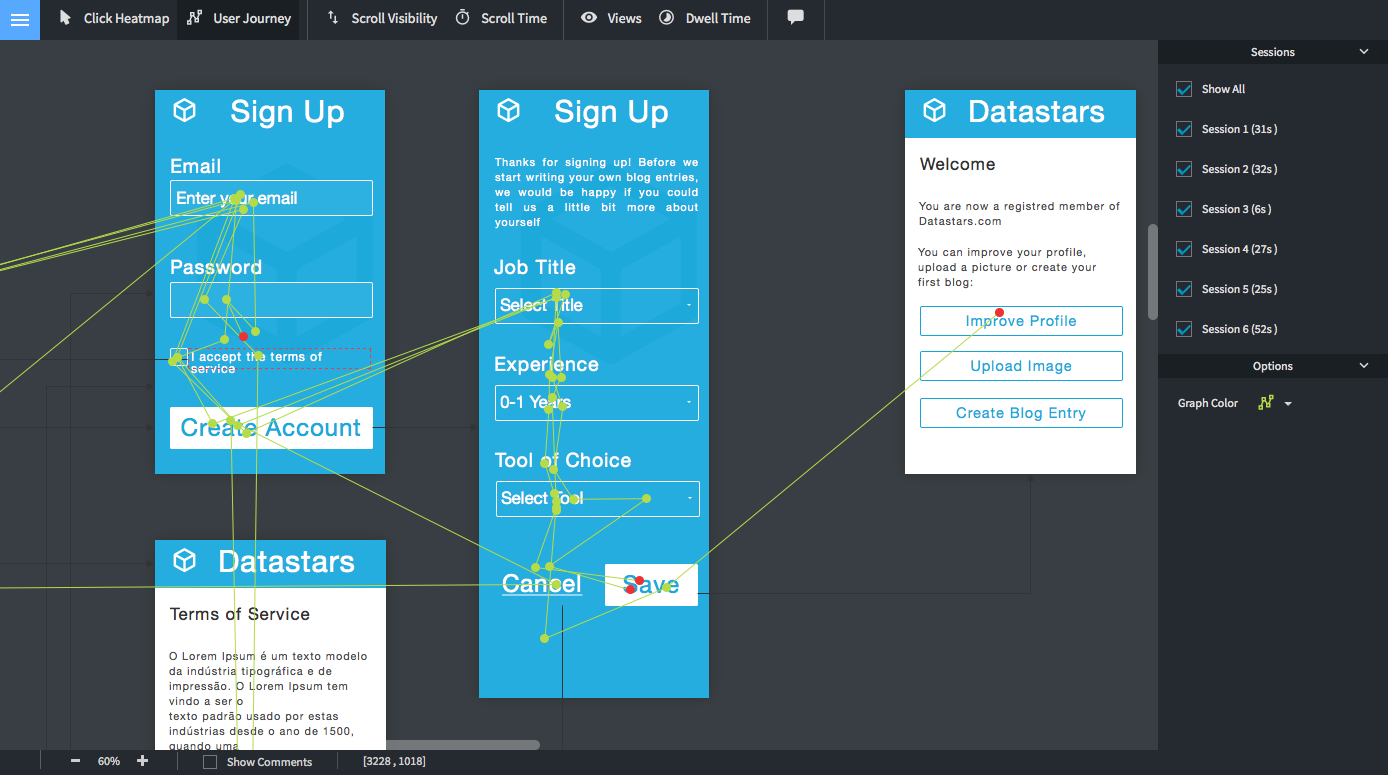 Click Heatmap
User Journey
Scroll Visibility
Scroll Time
Views
Dwell Time
Sign Up
Email
Enter your email
Password
I accept the terms of
service
Create Account
Datastars
Terms of Service
O Lorem Ipsum é um texto modelo
da indústria tipográfica e de
impressão. O Lorem Ipsum tem
vindo a ser o
texto padrão usado por estas
indústrias desde o ano de 1500,
quando uma
Sign Up
Thanks for signing up! Before we
start writing your own blog entries,
we would be happy if you could
tell us a little bit more about
yourself
Job Title
Select Title
Experience
0-1 Years
Tool of Choice
Select Tool
Cancel
Save
Datastars
Welcome
You are now a registred member of
Datastars.com
You can improve your profile,
upload a picture or create your
first blog:
Improve Profile
Upload Image
Create Blog Entry
Sessions
Show All
Session 1 (31s )
Session 2 (32s )
Session 3 (6s )
Session 4 (27s )
Session 5 (25s )
Session 6 (52s )
Options
Graph Color
60%
Show Comments
[3228 , 1018]